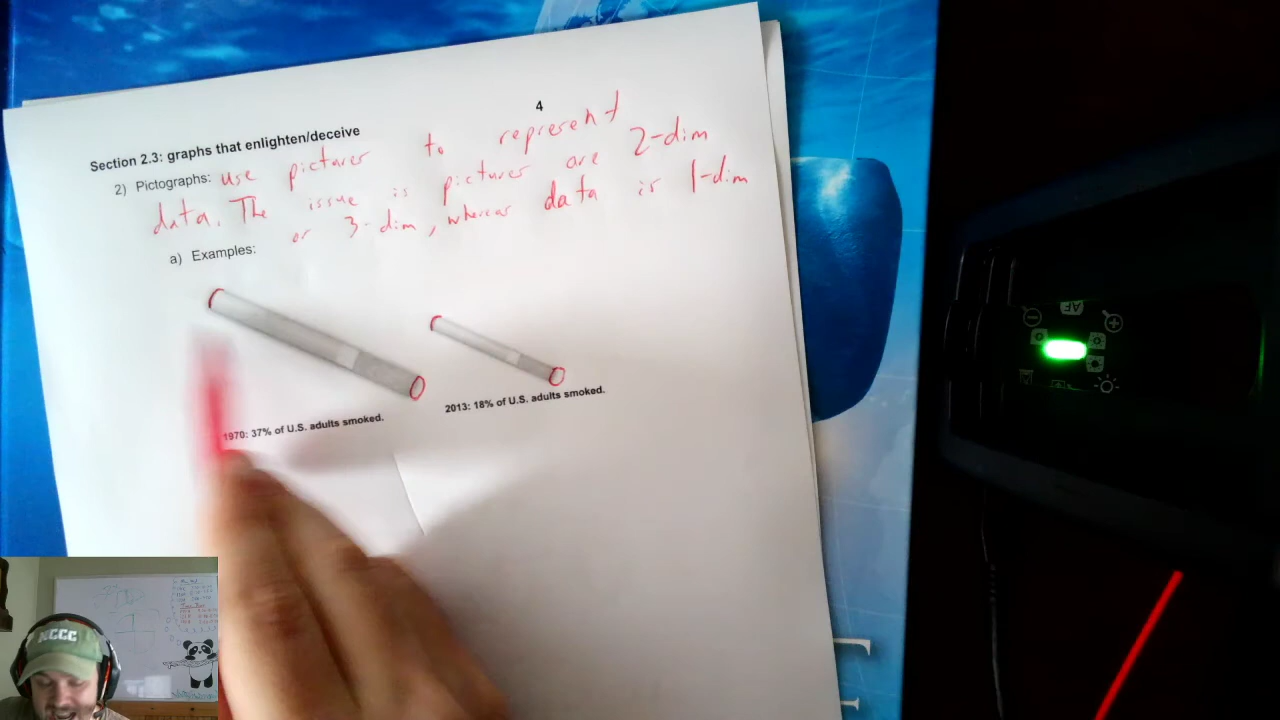 4
Section 2.3: graphs that enlighten/deceive
2) Pictographs: use pictures to represent
data. The issue is pictures are 2-dim
or 3-dim, whereas data is 1-dim
a) Examples:
1970: 37% of U.S. adults smoked.
2013: 18% of U.S. adults smoked.
AF
NCCC